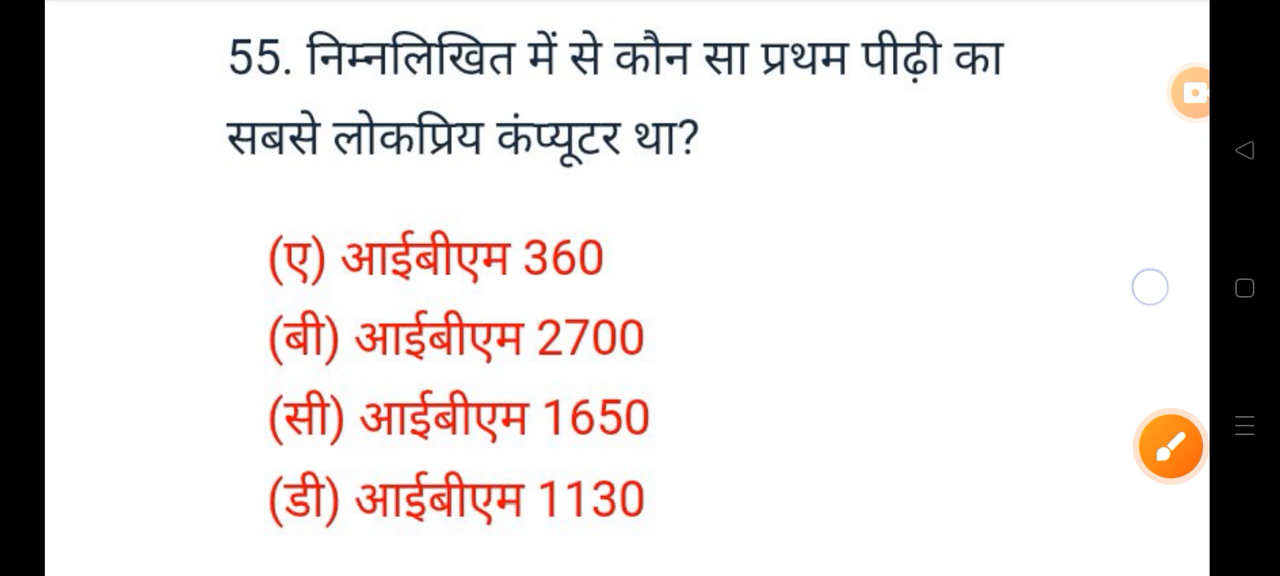 55. निम्नलिखित में से कौन सा प्रथम पीढ़ी का
सबसे लोकप्रिय कंप्यूटर था?
(ए) आईबीएम 360
(बी) आईबीएम 2700
(सी) आईबीएम 1650
(डी) आईबीएम 1130